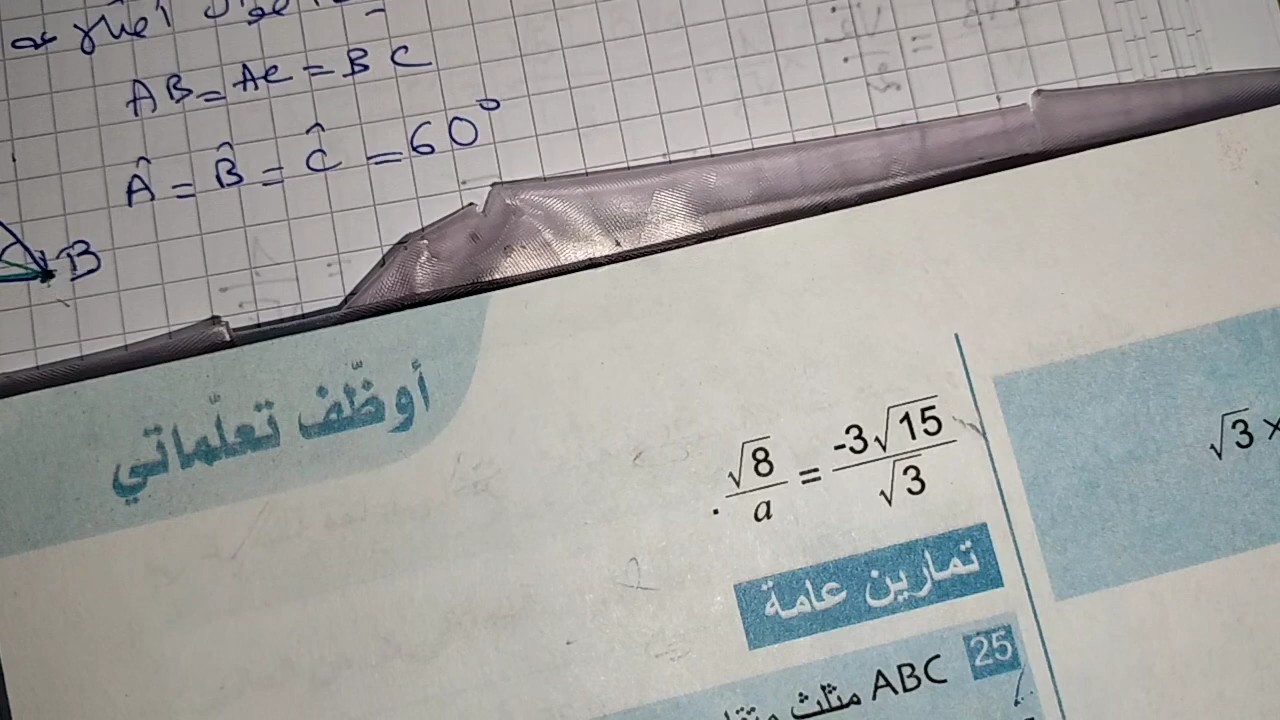 AB = AC = BC
Â = B̂ = Ĉ = 60°
B
أوظّف تعلّماتي
√8/a = -3√15/√3 .
√3 ×
تمارين عامة
25 ABC مثلث